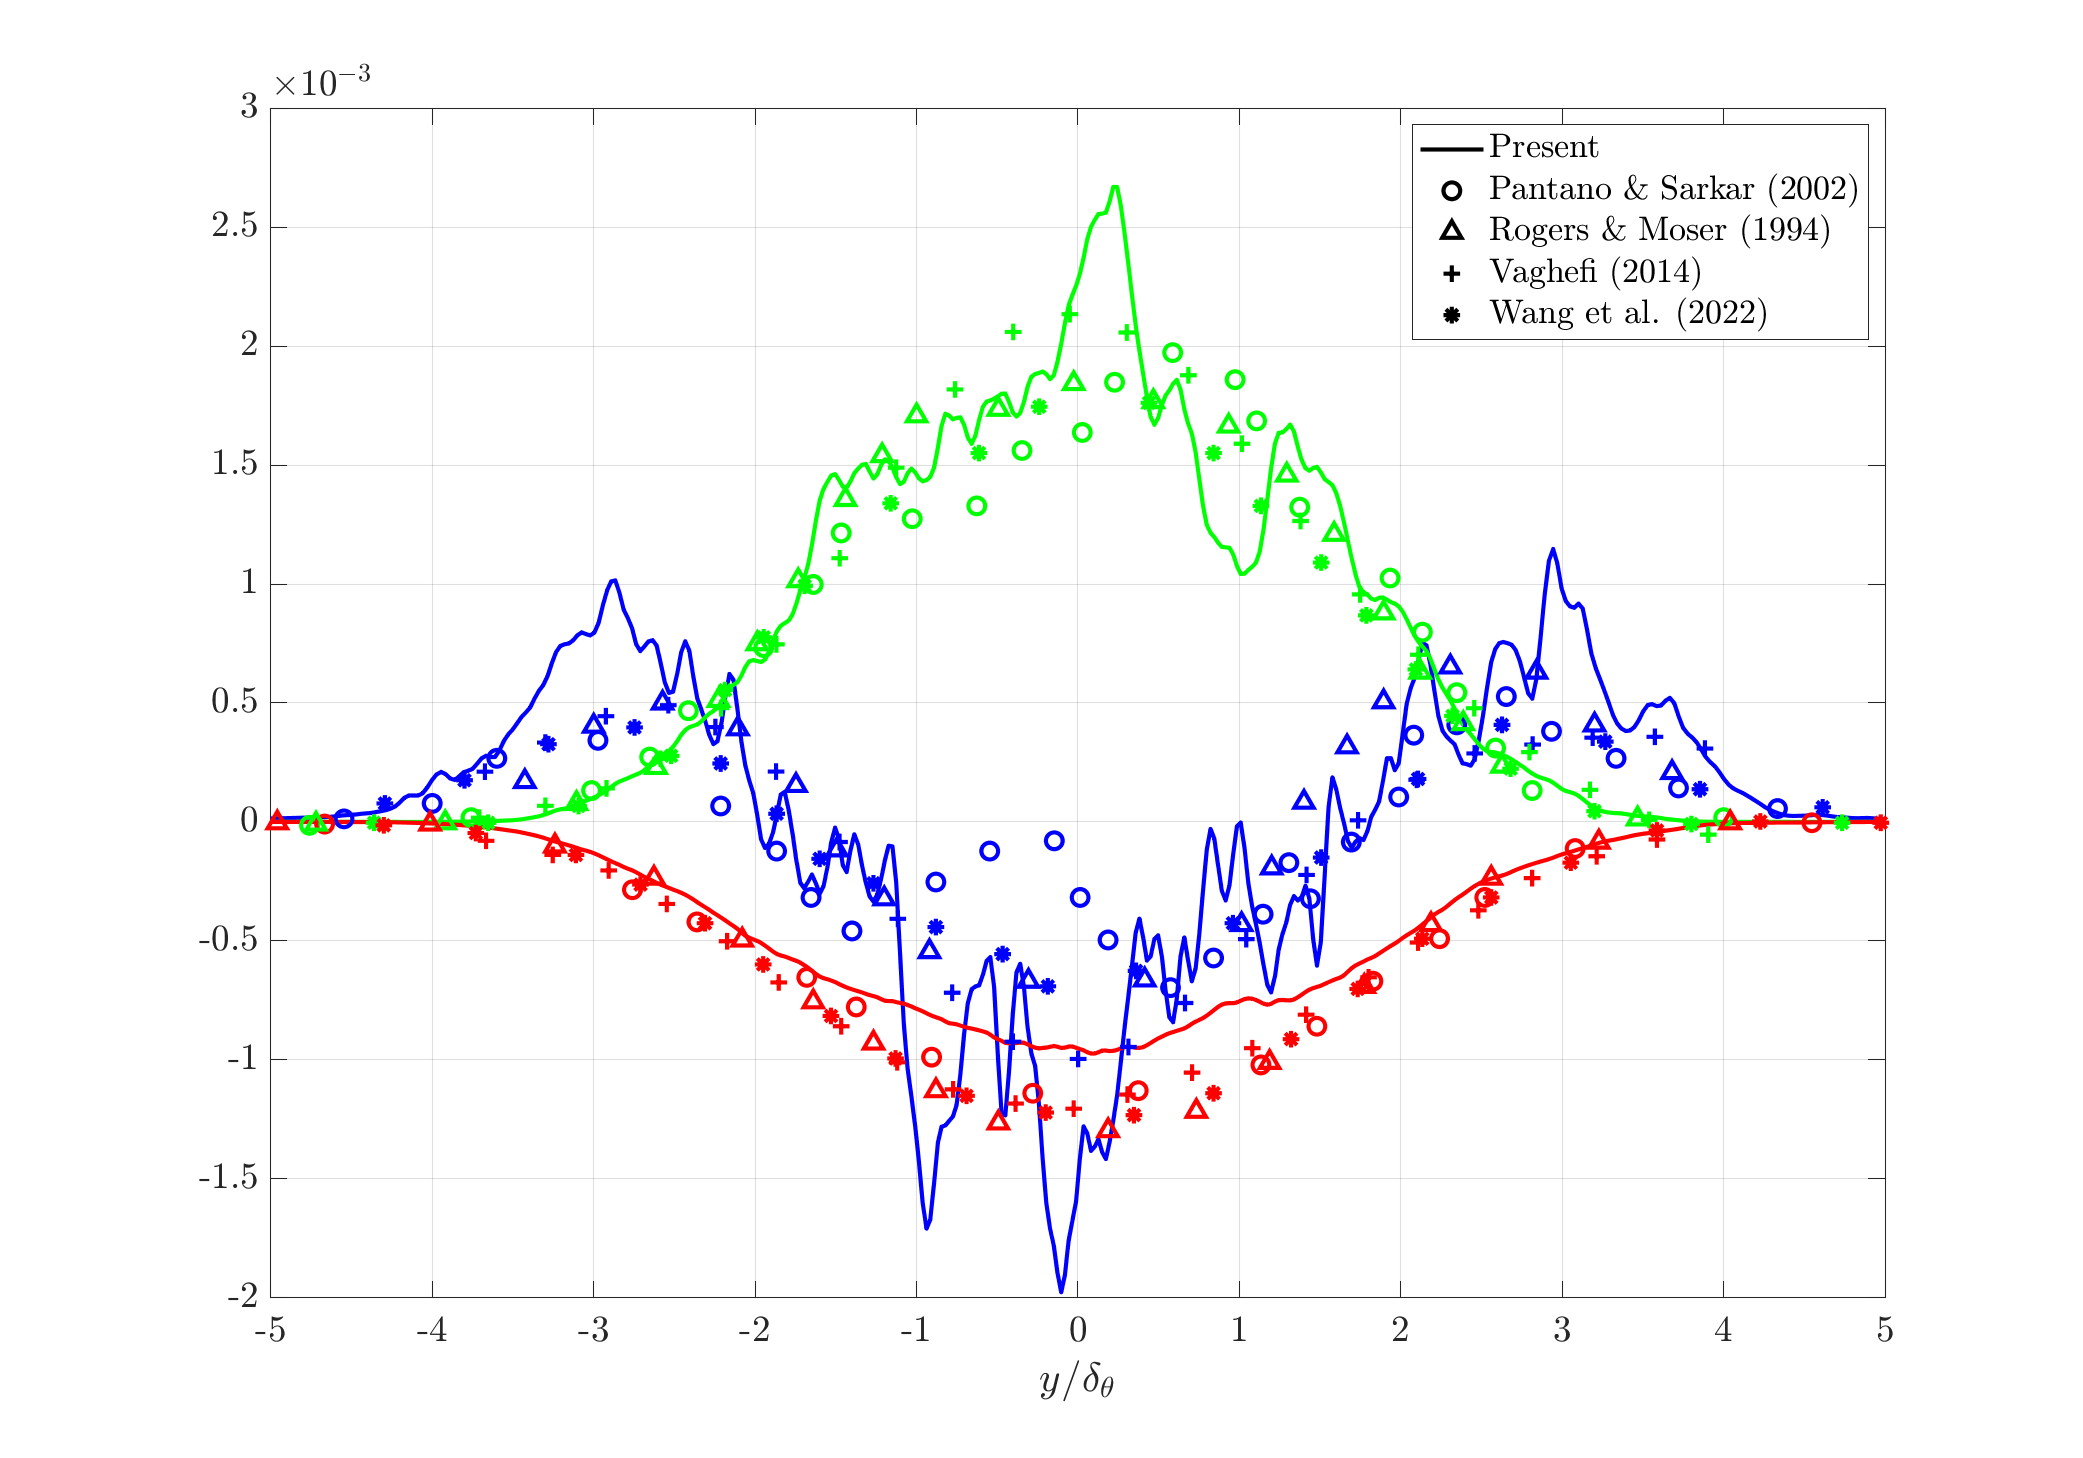 ×10⁻³
3
2.5
2
1.5
1
0.5
0
-0.5
-1
-1.5
-2
-5 -4 -3 -2 -1 0 1 2 3 4 5
y/δ_θ
Present
Pantano & Sarkar (2002)
Rogers & Moser (1994)
Vaghefi (2014)
Wang et al. (2022)